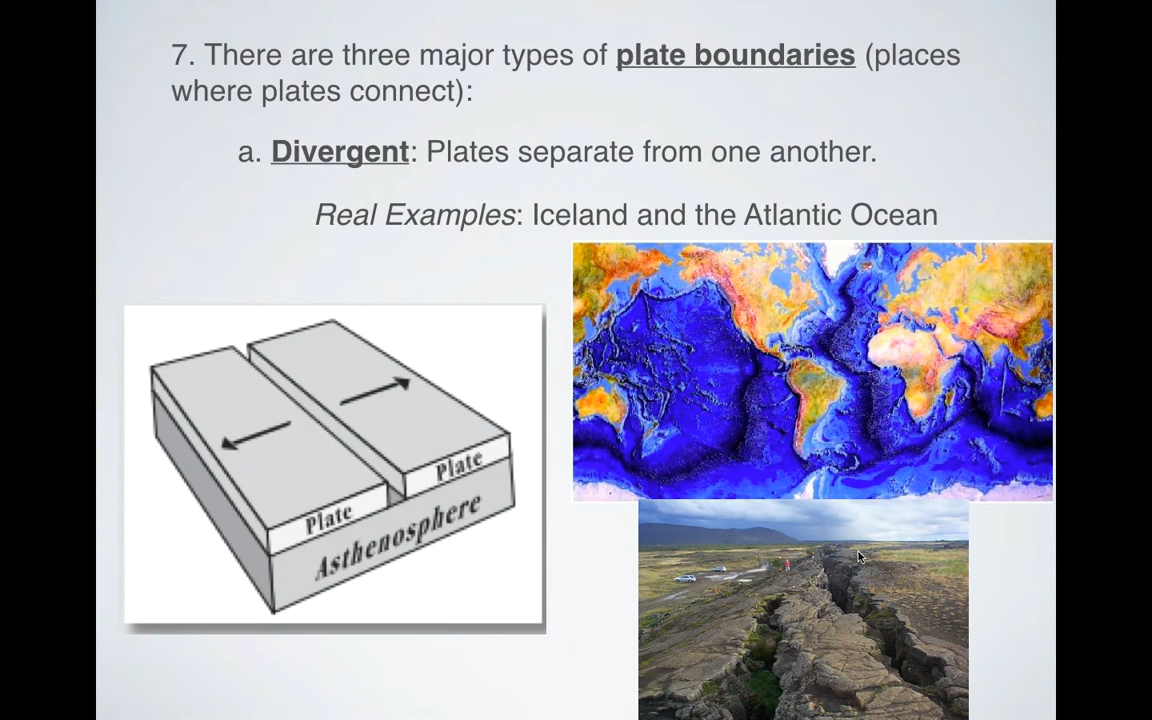 7. There are three major types of plate boundaries (places
where plates connect):
a. Divergent: Plates separate from one another.
Real Examples: Iceland and the Atlantic Ocean
Plate
Plate
Asthenosphere